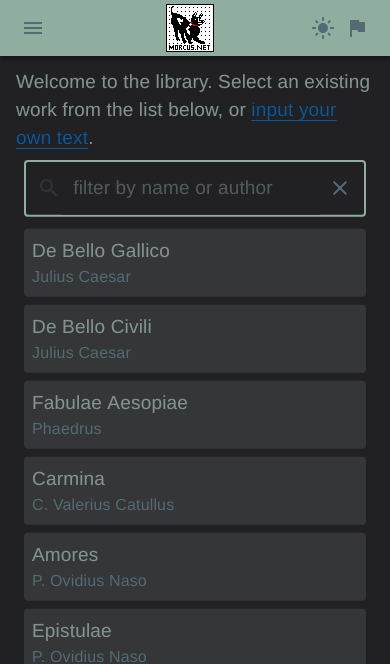 MORCUS.NET
Welcome to the library. Select an existing
work from the list below, or input your
own text.
filter by name or author
De Bello Gallico
Julius Caesar
De Bello Civili
Julius Caesar
Fabulae Aesopiae
Phaedrus
Carmina
C. Valerius Catullus
Amores
P. Ovidius Naso
Epistulae
P. Ovidius Naso